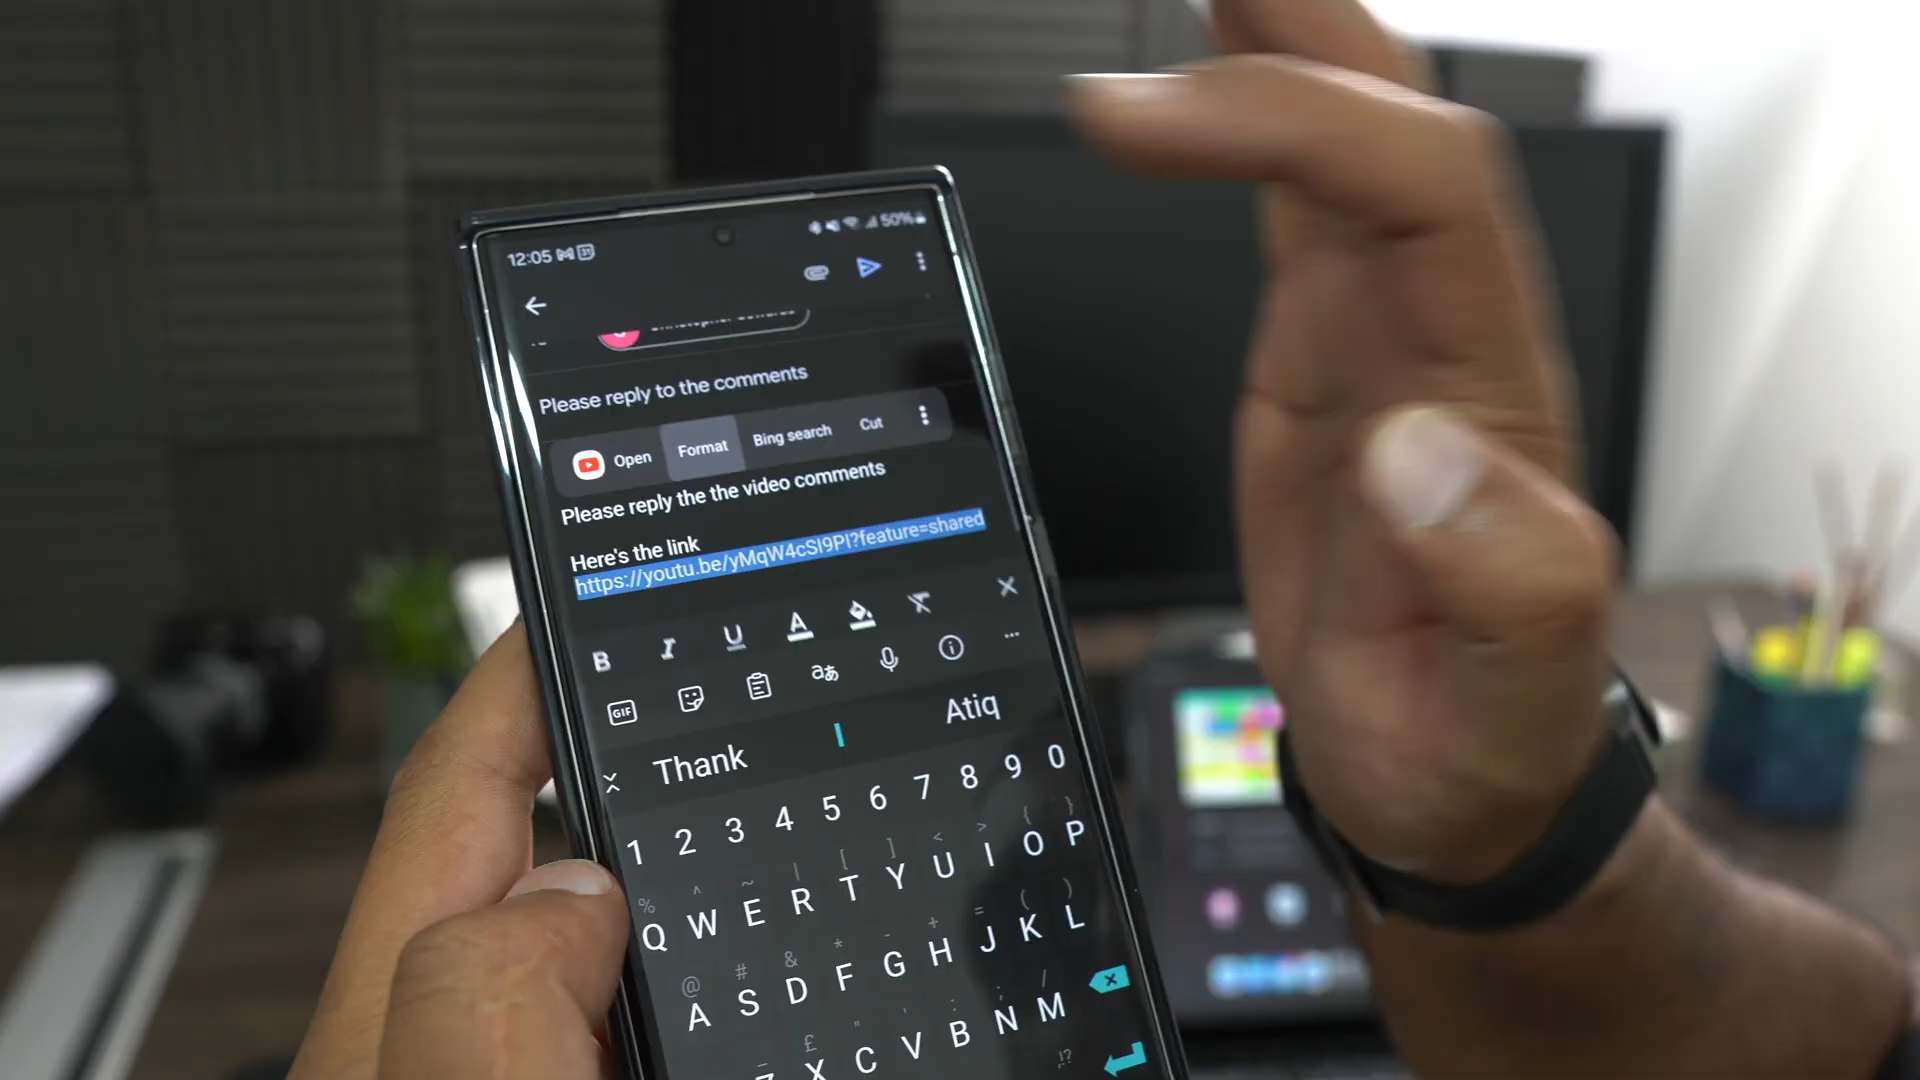 12:05
50%
Please reply to the comments
Open Format Bing search Cut
Please reply the the video comments
Here's the link
https://youtu.be/yMqW4cSI9PI?feature=shared
B I U A
GIF
Thank I Atiq
1 2 3 4 5 6 7 8 9 0
% ^ ~ | [ ] < > { }
Q W E R T Y U I O P
@ # & * - + = ( )
A S D F G H J K L
£ " ' : ; /
Z X C V B N M
!?